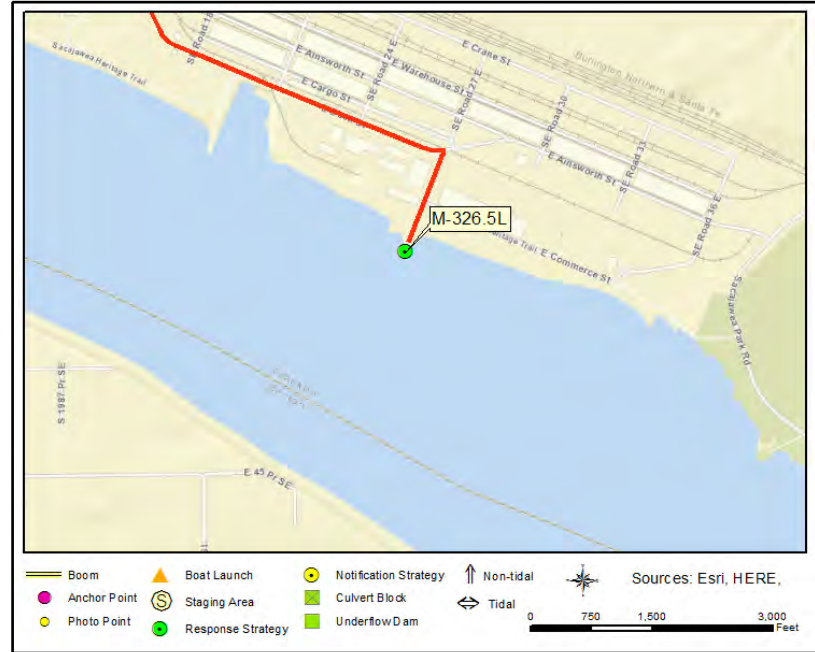 SE Road 18
Sacajawea Heritage Trail
E Ainsworth St
SE Road 24 E
E Crane St
Burlington Northern & Santa Fe
E Warehouse St
E Cargo St
SE Road 27 E
SE Road 30
SE Road 33
E Ainsworth St
SE Road 36 E
M-326.5L
Heritage Trail
E Commerce St
Sacajawea Park Rd
S 1987 Pr SE
E 45 Pr SE
Boom
Boat Launch
Notification Strategy
Non-tidal
Sources: Esri, HERE,
Anchor Point
S
Staging Area
Culvert Block
Tidal
Photo Point
Response Strategy
Underflow Dam
0 750 1,500 3,000
Feet